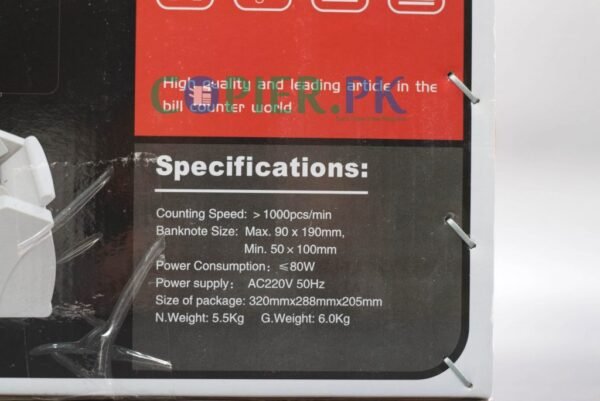 High quality and leading article in the
bill counter world
COPIER.PK
Specifications:
Counting Speed: > 1000pcs/min
Banknote Size: Max. 90 x 190mm,
Min. 50 × 100mm
Power Consumption: ≤80W
Power supply: AC220V 50Hz
Size of package: 320mmx288mmx205mm
N.Weight: 5.5Kg G.Weight: 6.0Kg